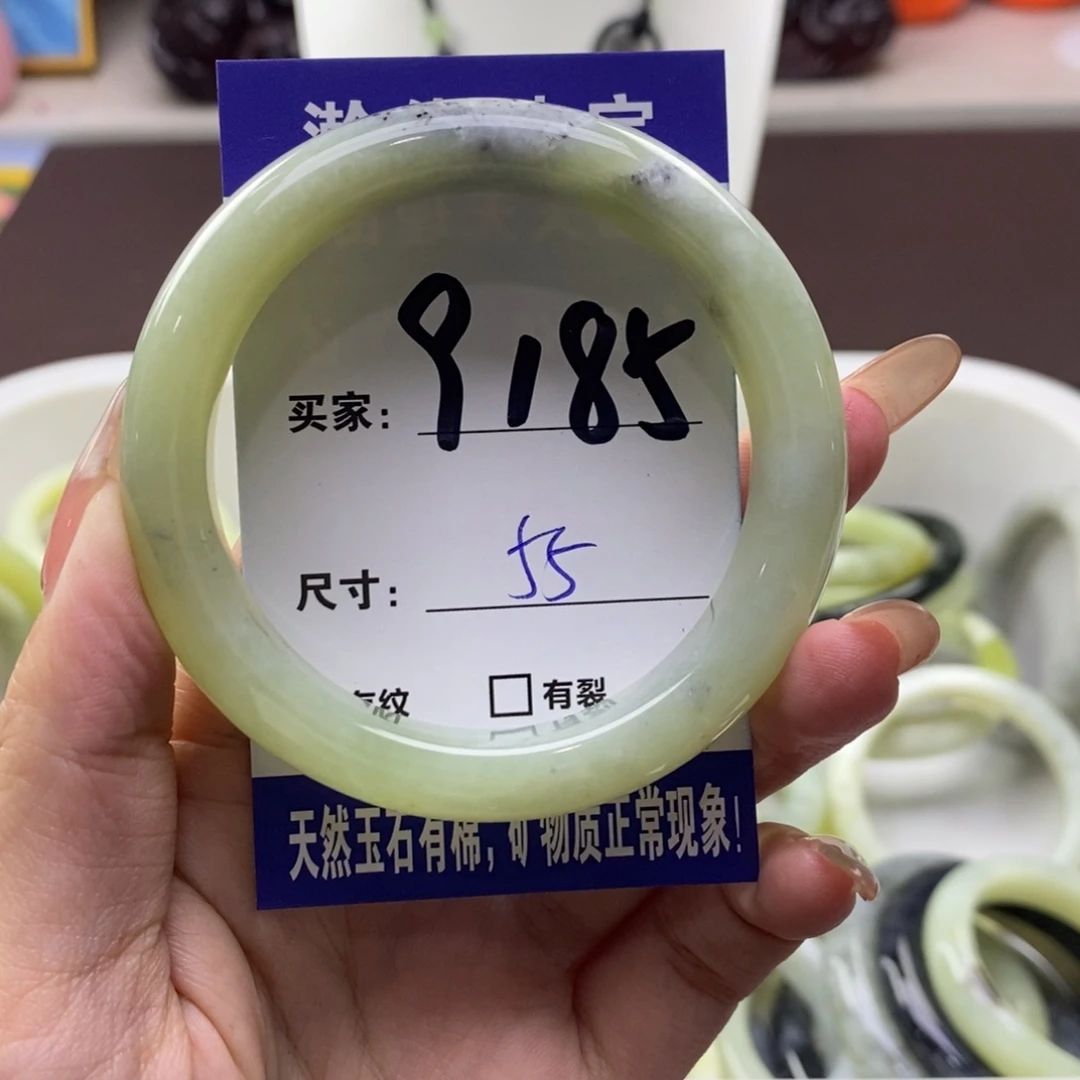 买家: 9185
尺寸: 55
纹 □有裂
天然玉石有棉,矿物质正常现象!